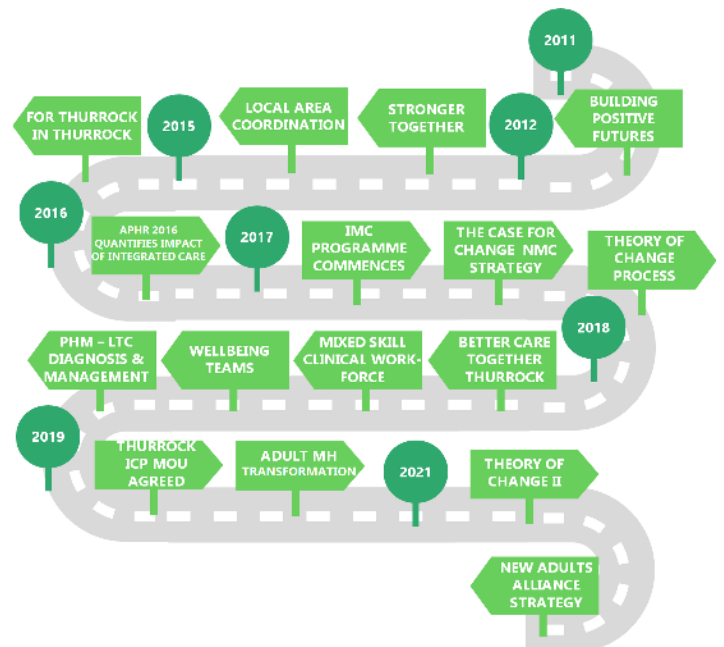 2011
BUILDING
POSITIVE
FUTURES
2012
STRONGER
TOGETHER
LOCAL AREA
COORDINATION
2015
FOR THURROCK
IN THURROCK
2016
APHR 2016
QUANTIFIES IMPACT
OF INTEGRATED CARE
2017
IMC
PROGRAMME
COMMENCES
THE CASE FOR
CHANGE NMC
STRATEGY
THEORY OF
CHANGE
PROCESS
2018
BETTER CARE
TOGETHER
THURROCK
MIXED SKILL
CLINICAL WORK-
FORCE
WELLBEING
TEAMS
PHM – LTC
DIAGNOSIS &
MANAGEMENT
2019
THURROCK
ICP MOU
AGREED
ADULT MH
TRANSFORMATION
2021
THEORY OF
CHANGE II
NEW ADULTS
ALLIANCE
STRATEGY